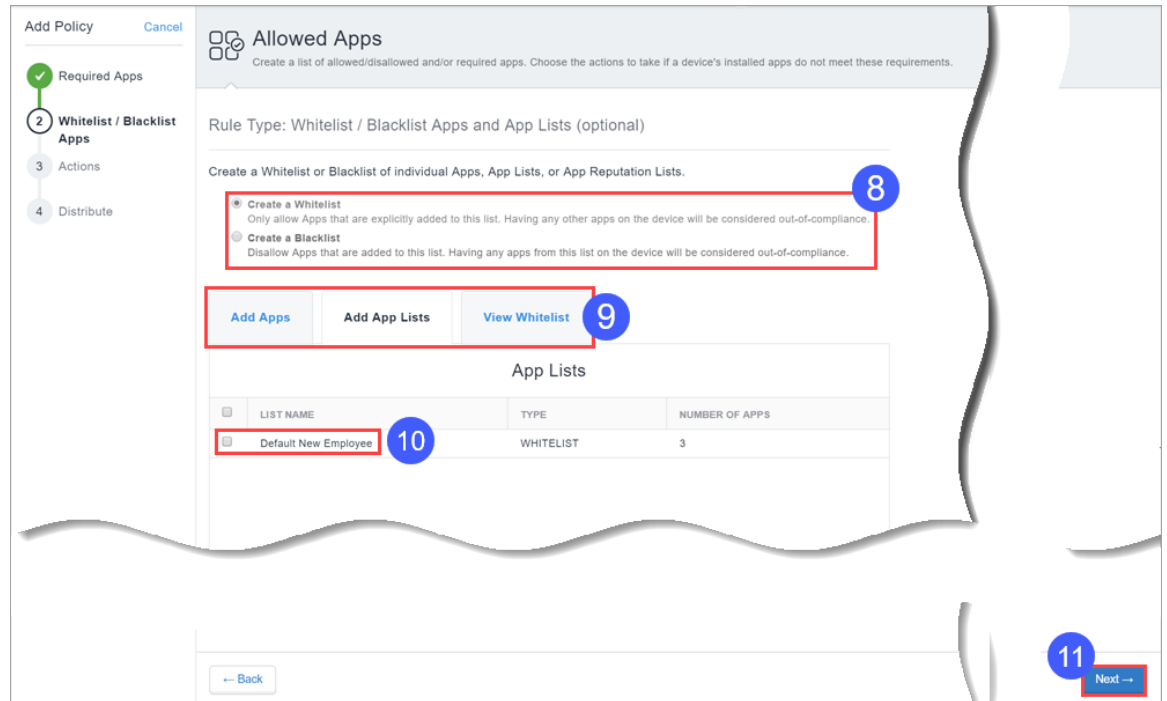 Add Policy Cancel
Required Apps
2 Whitelist / Blacklist
Apps
3 Actions
4 Distribute
Allowed Apps
Create a list of allowed/disallowed and/or required apps. Choose the actions to take if a device's installed apps do not meet these requirements.
Rule Type: Whitelist / Blacklist Apps and App Lists (optional)
Create a Whitelist or Blacklist of individual Apps, App Lists, or App Reputation Lists.
8
Create a Whitelist
Only allow Apps that are explicitly added to this list. Having any other apps on the device will be considered out-of-compliance.
Create a Blacklist
Disallow Apps that are added to this list. Having any apps from this list on the device will be considered out-of-compliance.
Add Apps Add App Lists View Whitelist 9
App Lists
LIST NAME TYPE NUMBER OF APPS
Default New Employee 10 WHITELIST 3
11
← Back Next →